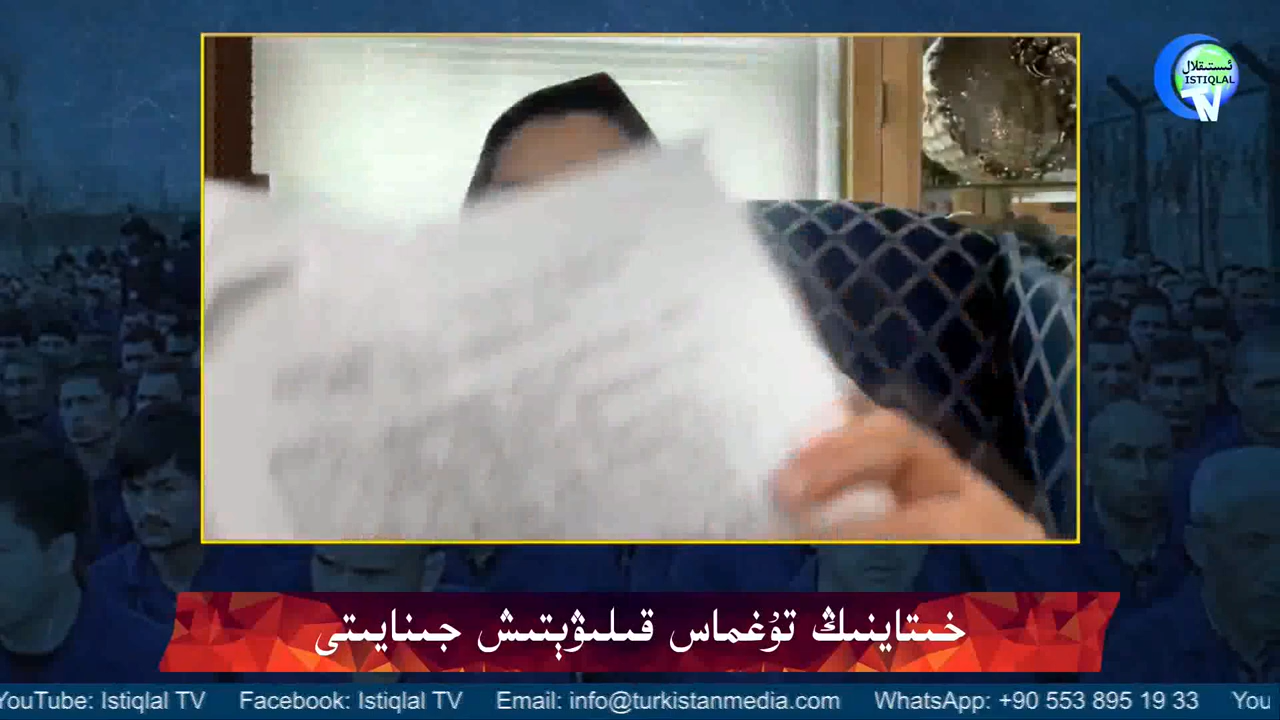 ئىستىقلال
ISTIQLAL
TV
خىتاينىڭ تۇغماس قىلىۋېتىش جىنايىتى
YouTube: Istiqlal TV Facebook: Istiqlal TV Email: info@turkistanmedia.com WhatsApp: +90 553 895 19 33 You